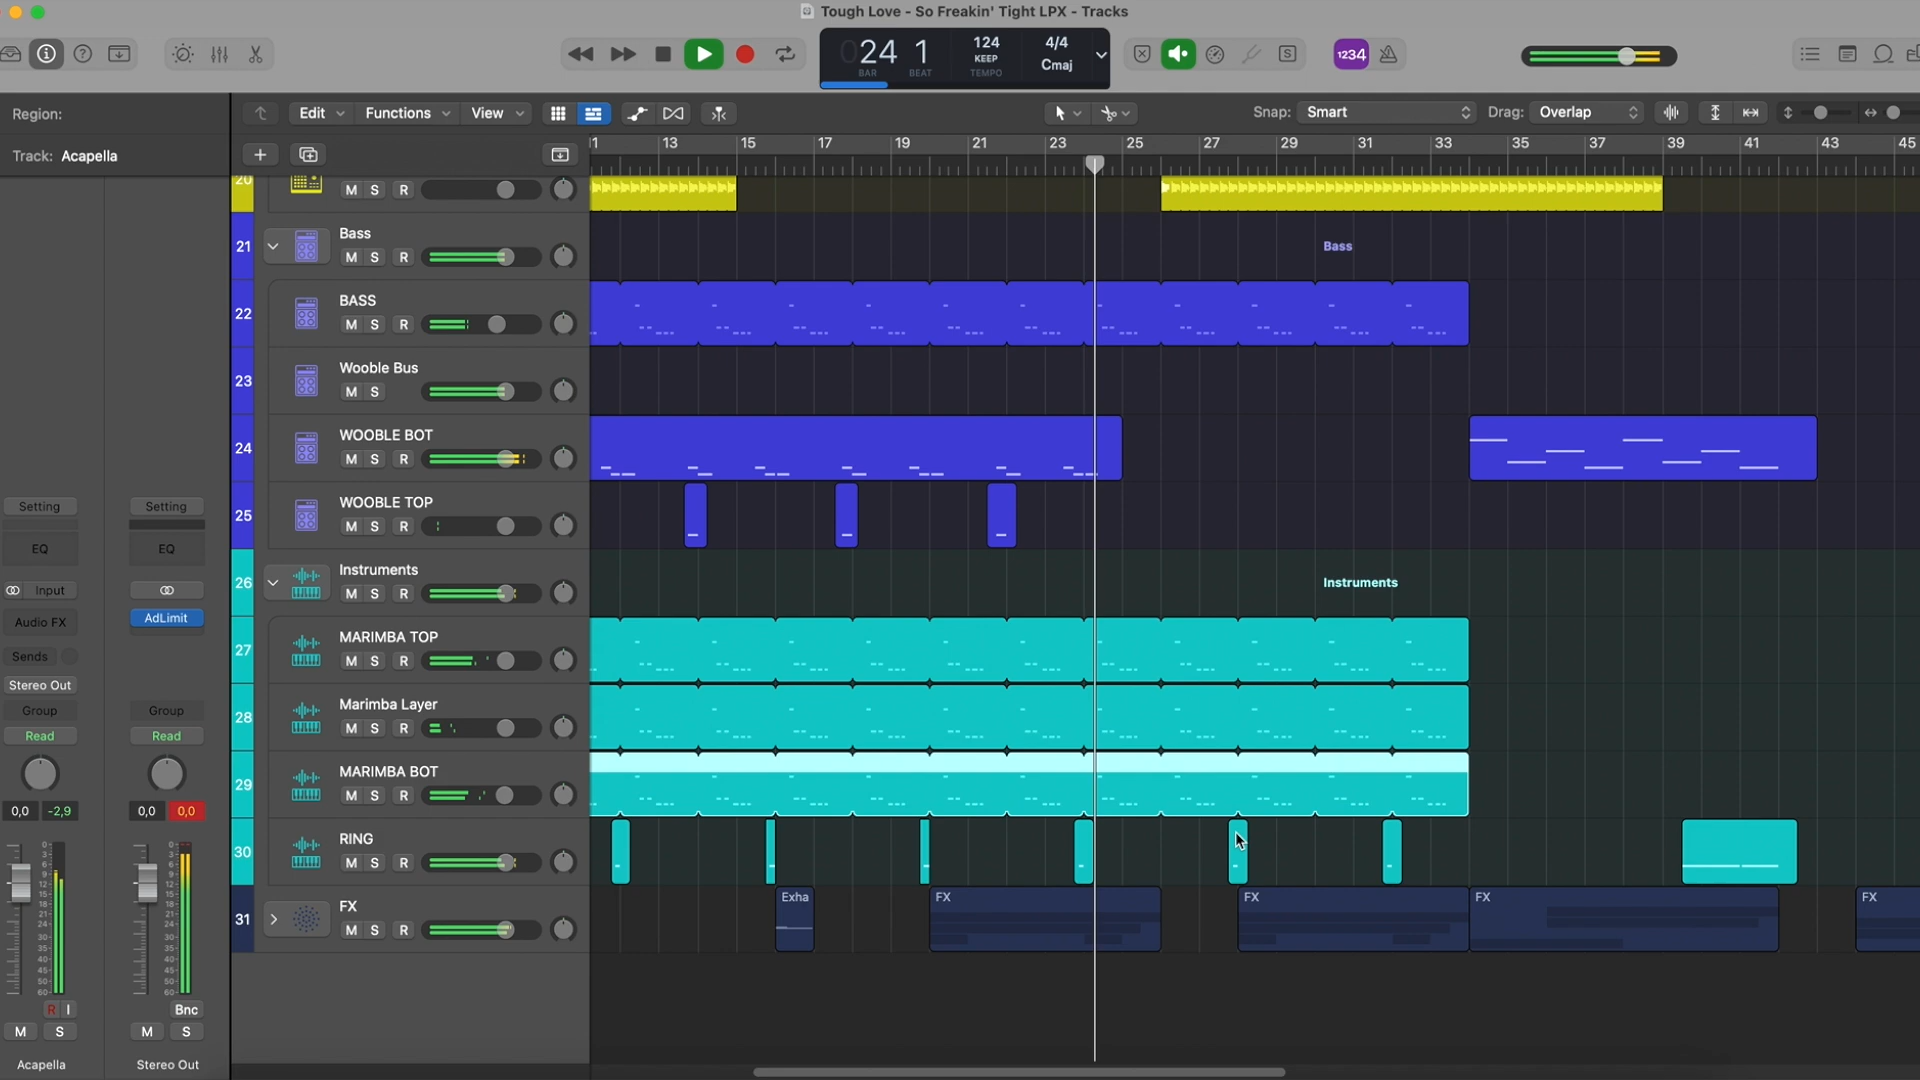 Tough Love - So Freakin' Tight LPX - Tracks
024 1
BAR BEAT
124
KEEP
TEMPO
4/4
Cmaj
S
1234
Region:
Edit
Functions
View
Snap: Smart
Drag: Overlap
Track: Acapella
13 15 17 19 21 23 25 27 29 31 33 35 37 39 41 43 45
20
M S R
21
Bass
M S R
Bass
22
BASS
M S R
23
Wooble Bus
M S
24
WOOBLE BOT
M S R
25
WOOBLE TOP
M S R
26
Instruments
M S R
Instruments
27
MARIMBA TOP
M S R
28
Marimba Layer
M S R
29
MARIMBA BOT
M S R
30
RING
M S R
31
FX
M S R
Exha
FX
FX
FX
FX
Setting
Setting
EQ
EQ
Input
Audio FX
AdLimit
Sends
Stereo Out
Group
Group
Read
Read
0,0 -2,9
0,0 0,0
R I
Bnc
M S
M S
Acapella
Stereo Out